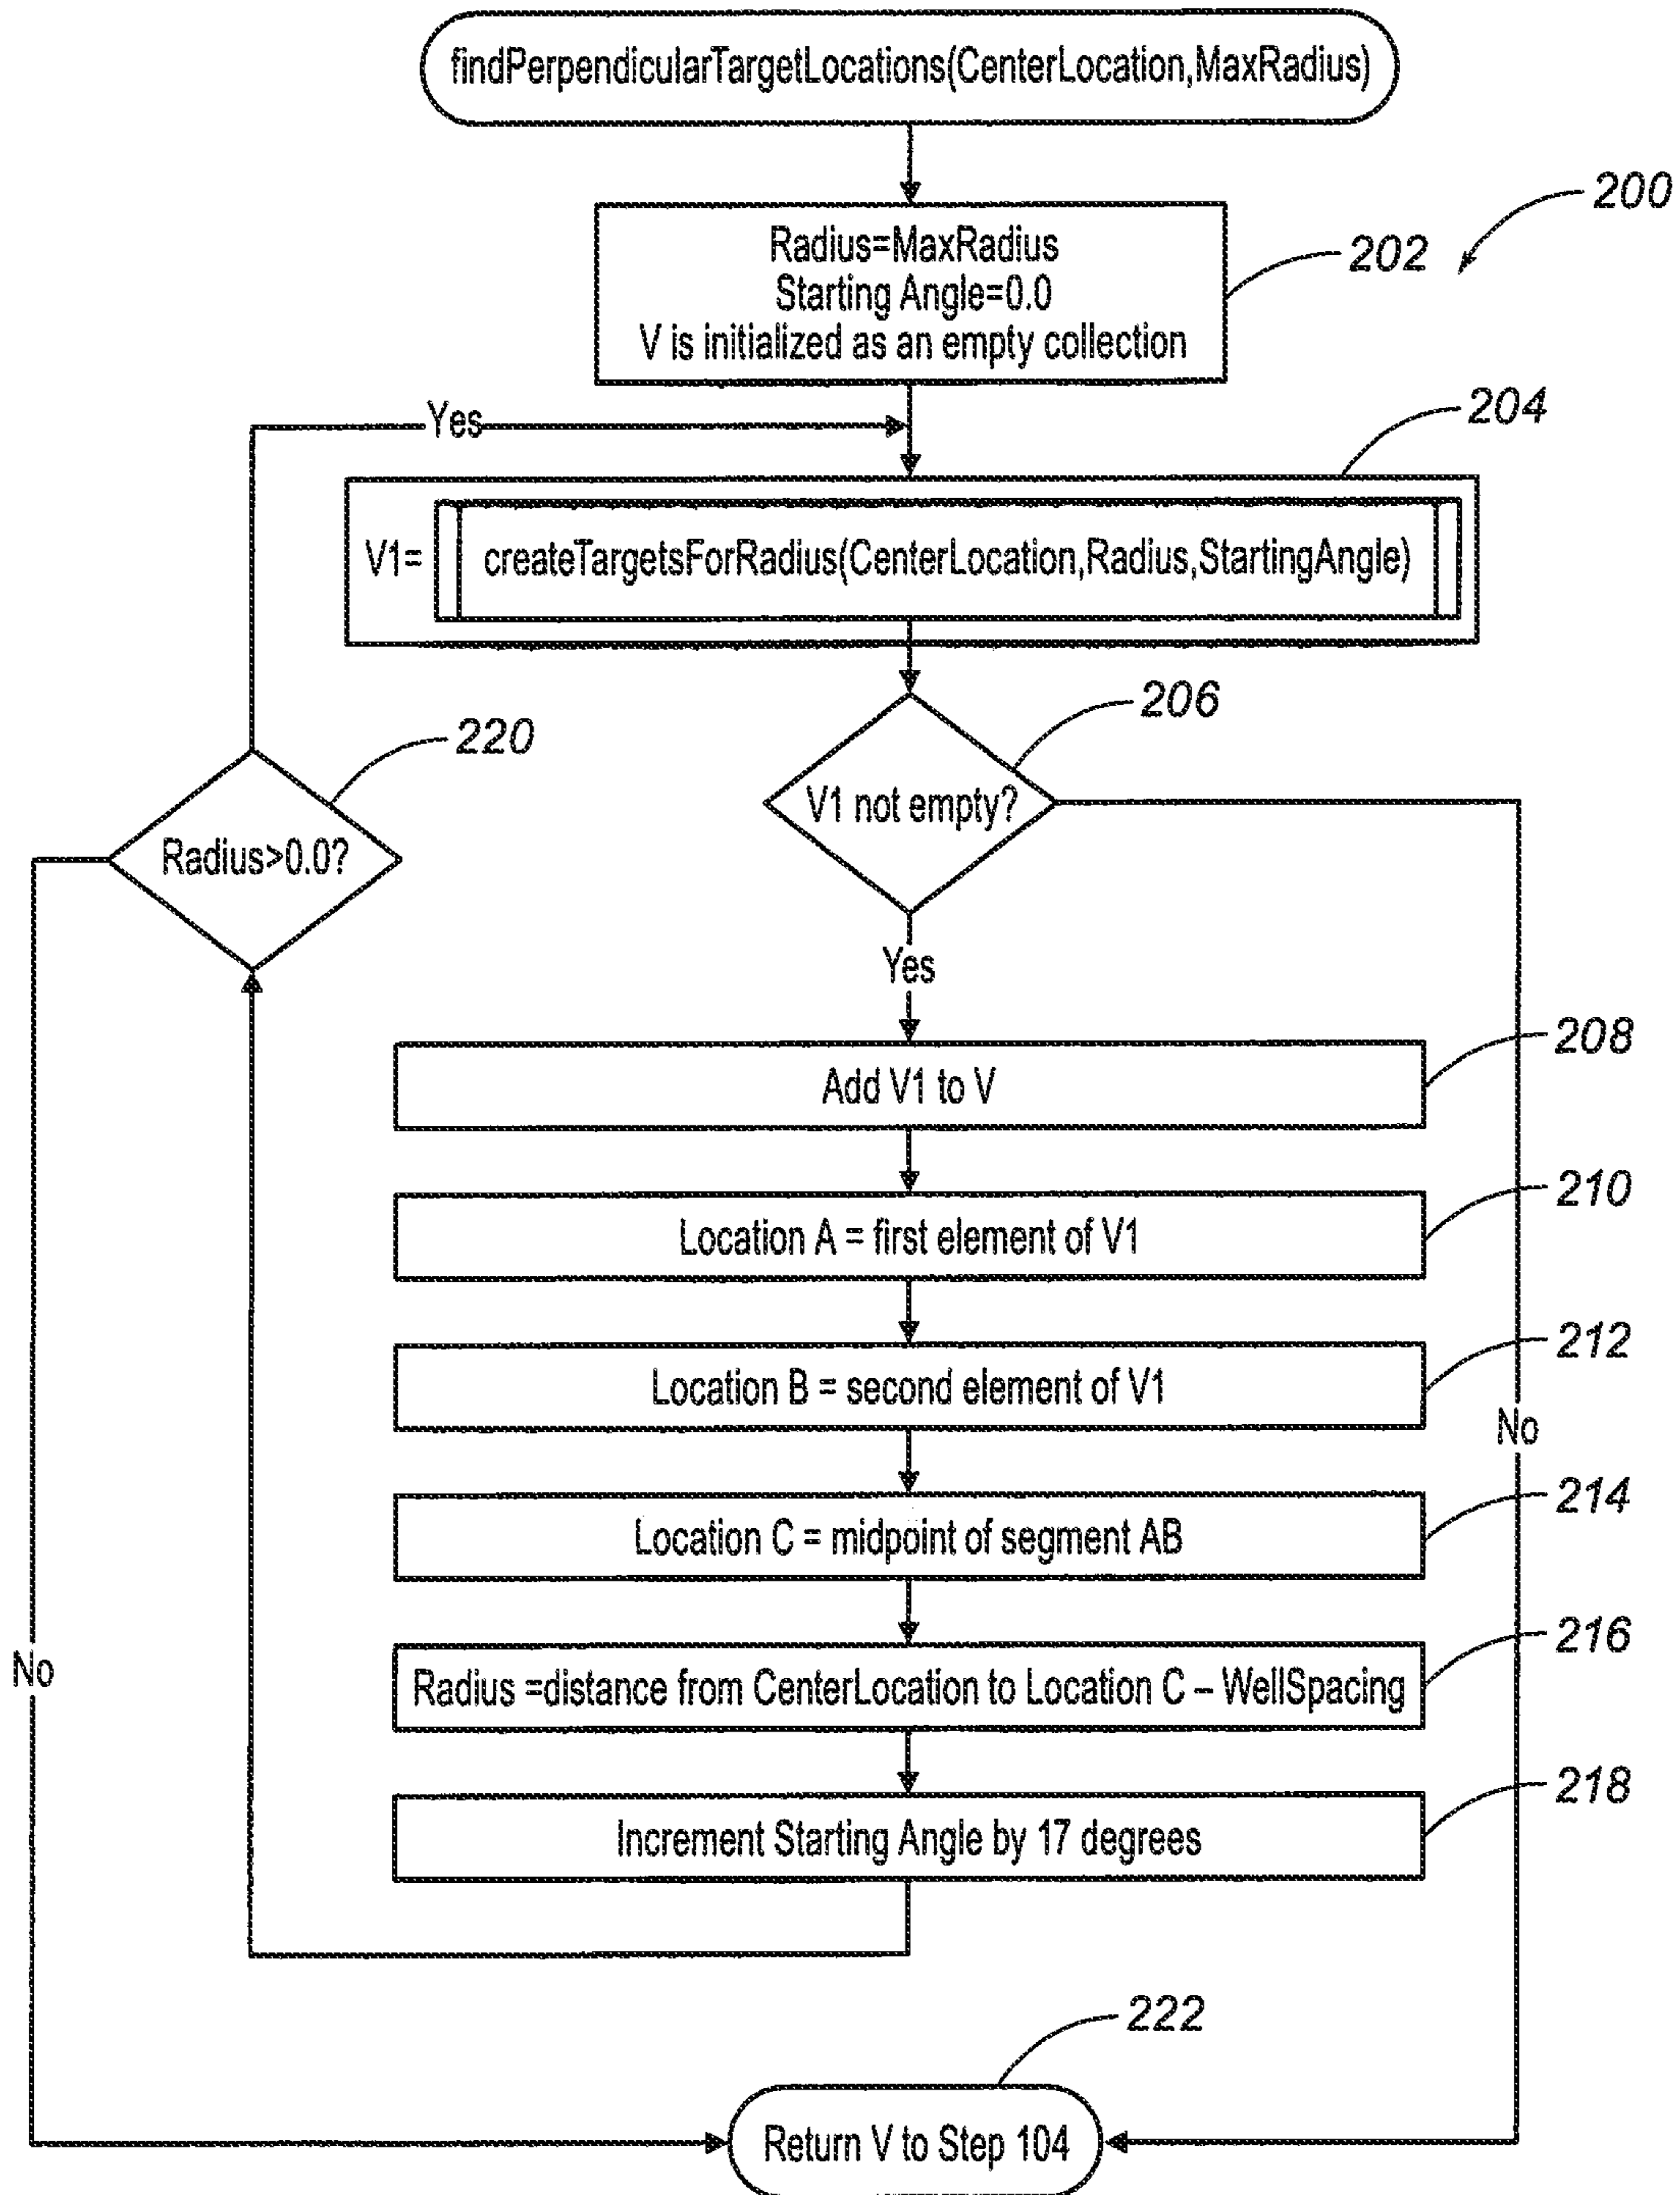 findPerpendicularTargetLocations(CenterLocation,MaxRadius)
200
Radius=MaxRadius
Starting Angle=0.0
V is initialized as an empty collection
202
Yes
204
V1=
createTargetsForRadius(CenterLocation,Radius,StartingAngle)
206
V1 not empty?
220
Radius>0.0?
Yes
208
Add V1 to V
210
Location A = first element of V1
212
Location B = second element of V1
No
214
Location C = midpoint of segment AB
216
Radius =distance from CenterLocation to Location C – WellSpacing
No
218
Increment Starting Angle by 17 degrees
222
Return V to Step 104